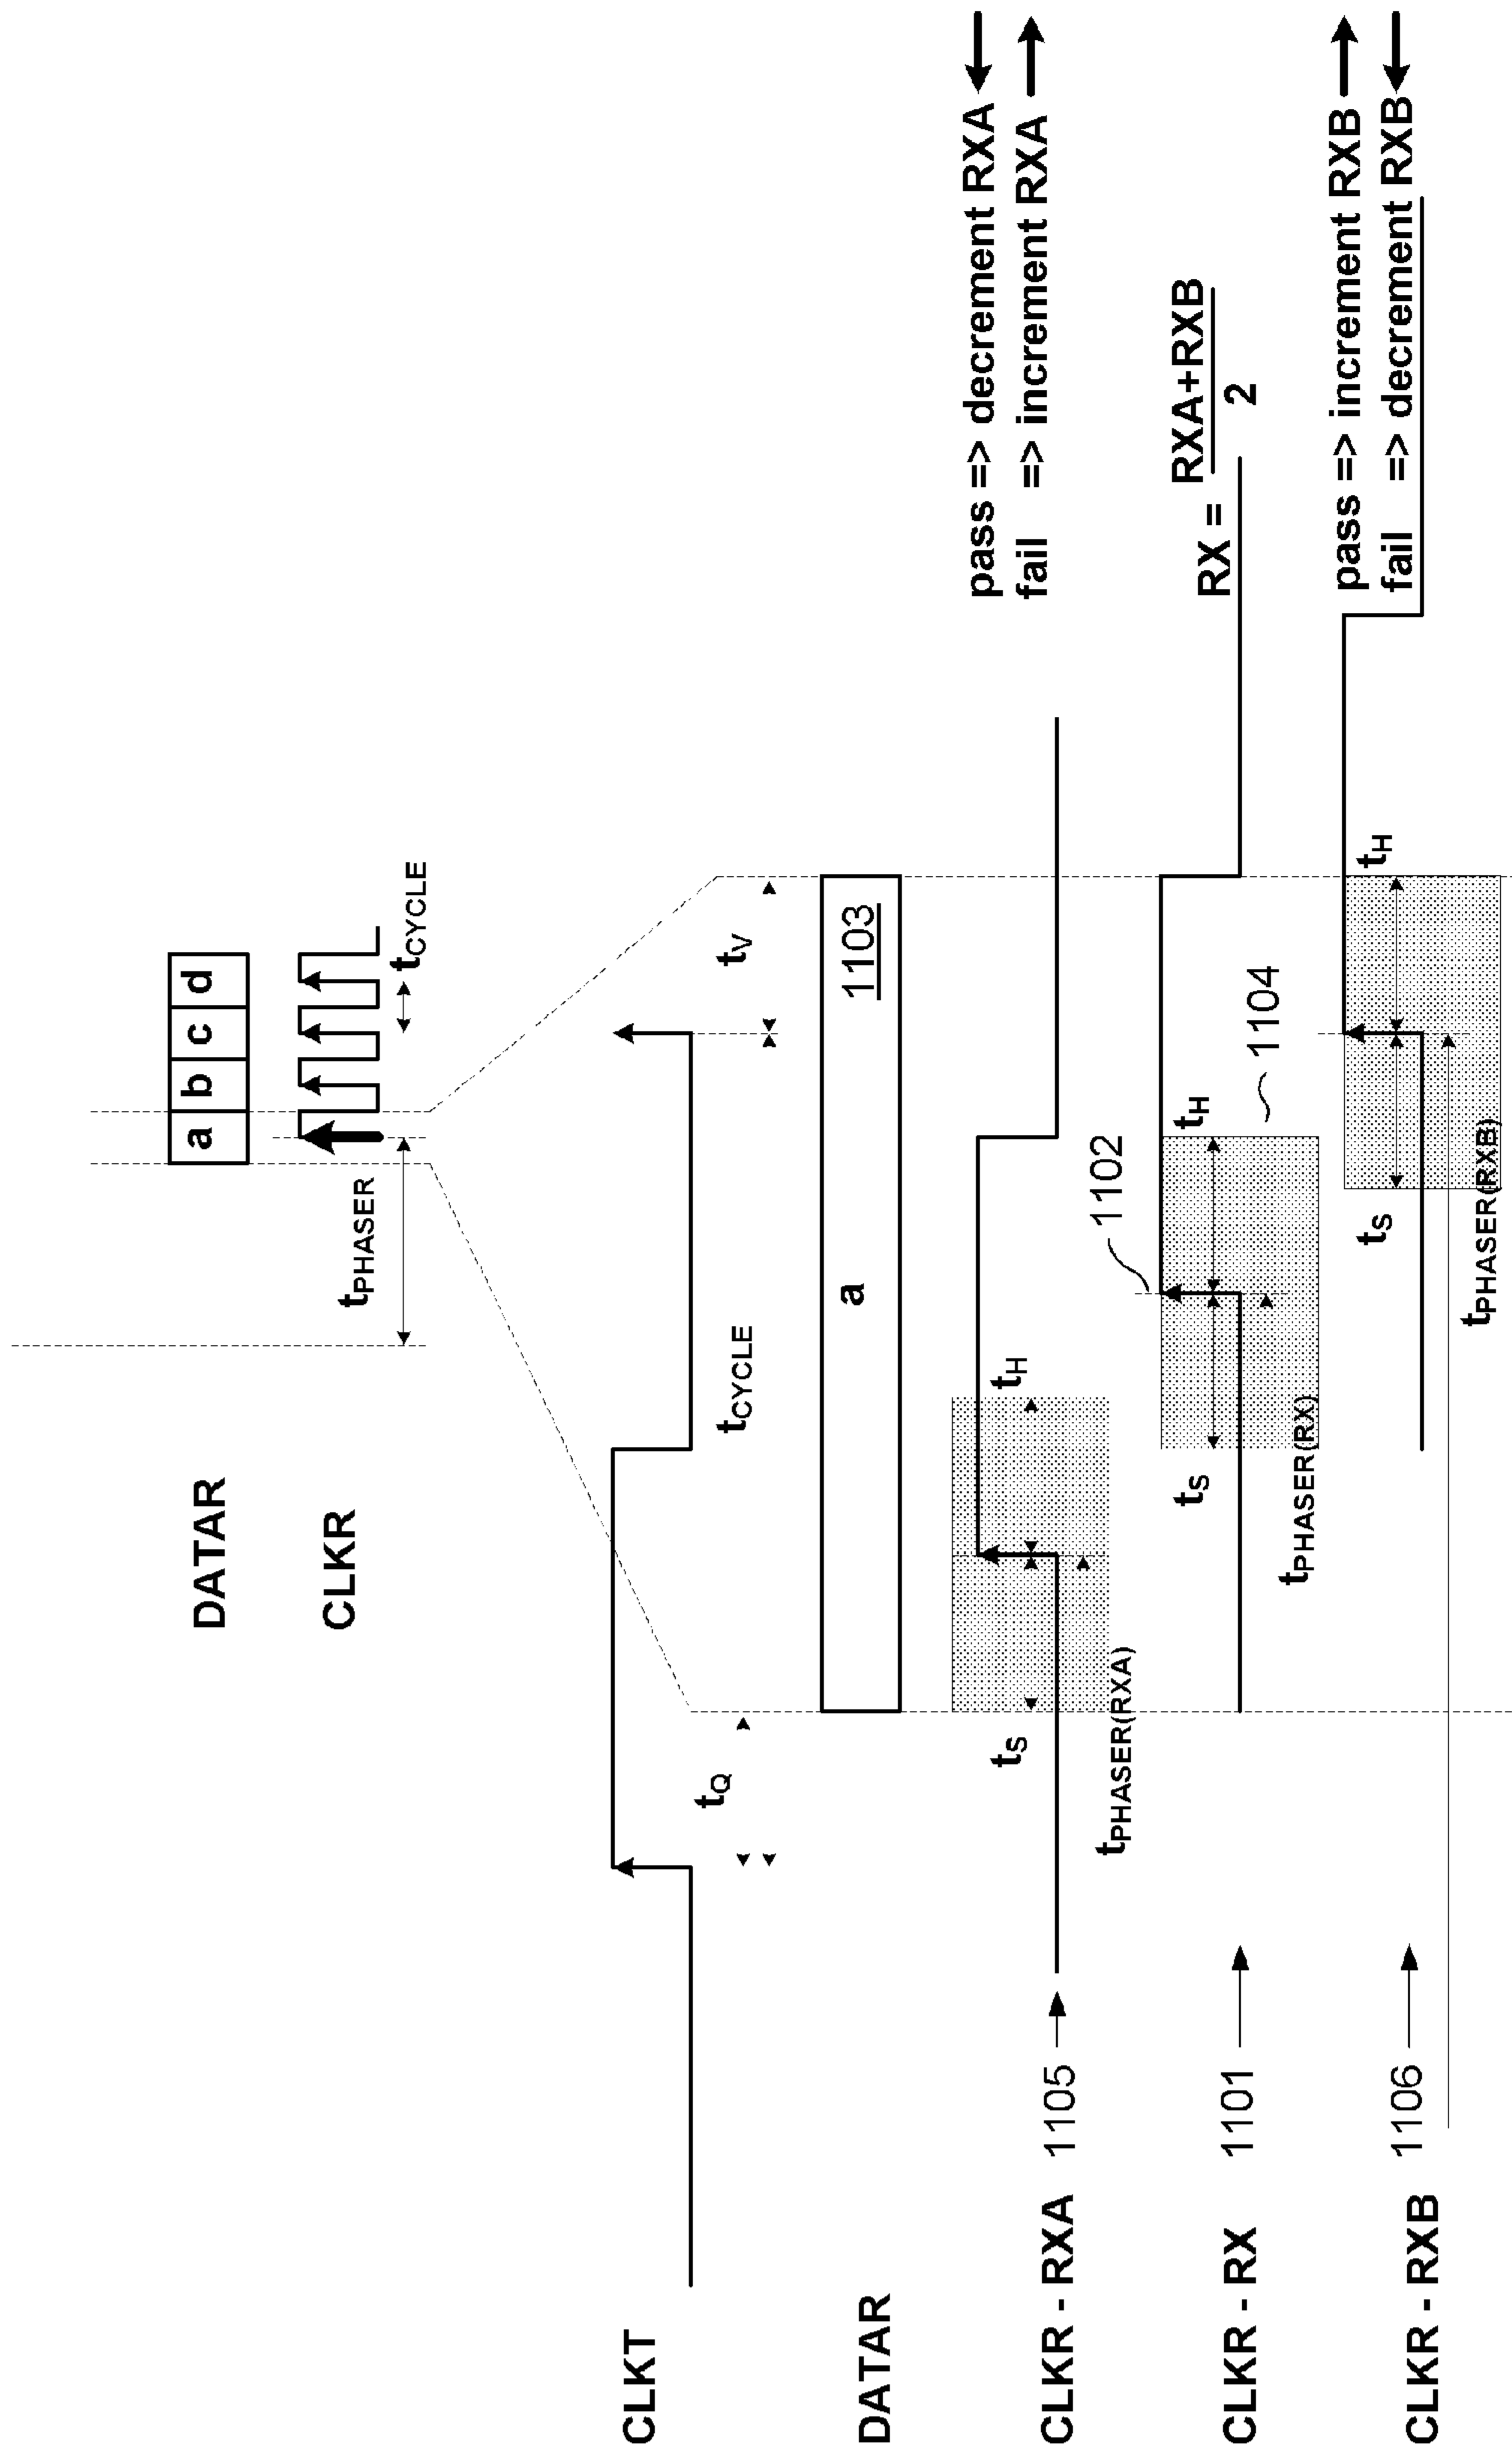 DATAR
a b c d
CLKR
tPHASER
tCYCLE
CLKT
tQ
tCYCLE
tV
DATAR
a
1103
CLKR - RXA 1105
tS
tH
tPHASER(RXA)
pass => decrement RXA
fail => increment RXA
CLKR - RX 1101
tS
1102
tH
1104
tPHASER(RX)
RX = RXA+RXB
2
CLKR - RXB 1106
tS
tH
tPHASER(RXB)
pass => increment RXB
fail => decrement RXB